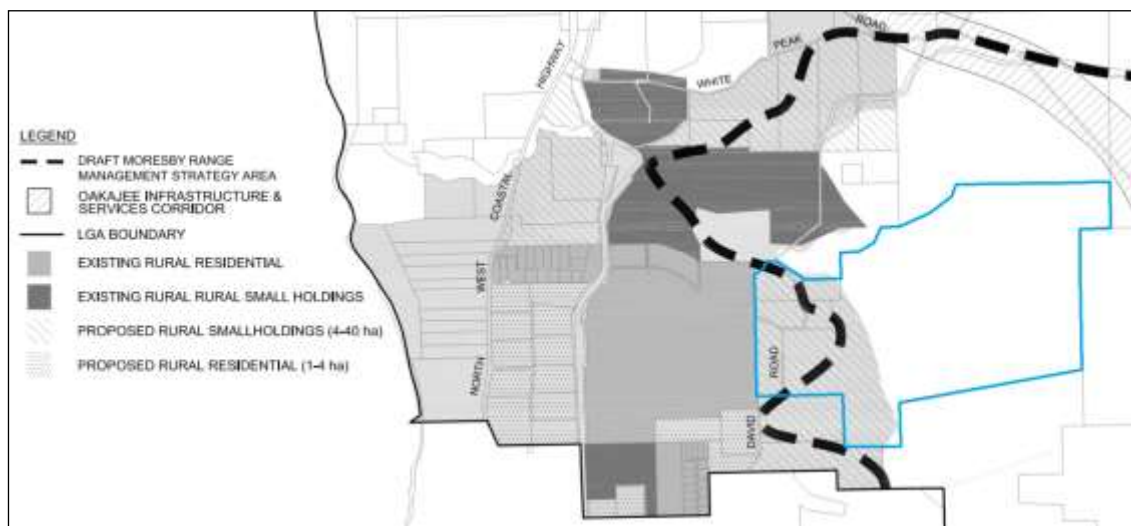 LEGEND
DRAFT MORESBY RANGE
MANAGEMENT STRATEGY AREA
OAKAJEE INFRASTRUCTURE &
SERVICES CORRIDOR
LGA BOUNDARY
EXISTING RURAL RESIDENTIAL
EXISTING RURAL RURAL SMALL HOLDINGS
PROPOSED RURAL SMALLHOLDINGS (4-40 ha)
PROPOSED RURAL RESIDENTIAL (1-4 ha)
NORTH WEST COASTAL HIGHWAY
WHITE PEAK ROAD
DAVID ROAD